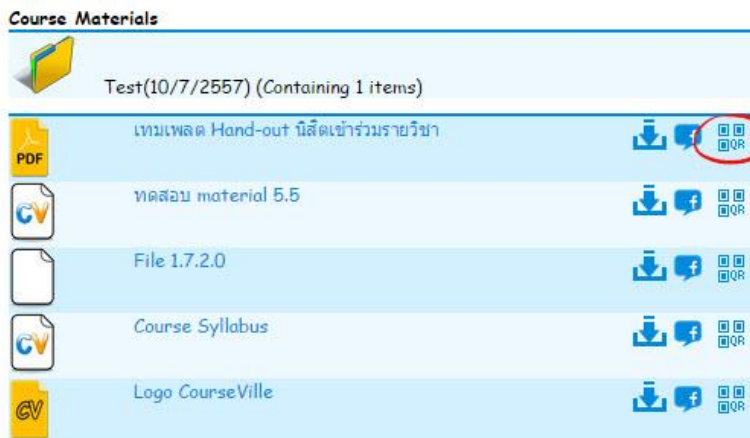 Course Materials
Test(10/7/2557) (Containing 1 items)
PDF
เทมเพลต Hand-out นิสิตเข้าร่วมรายวิชา
QR
CV
ทดสอบ material 5.5
QR
File 1.7.2.0
QR
CV
Course Syllabus
QR
CV
Logo CourseVille
QR